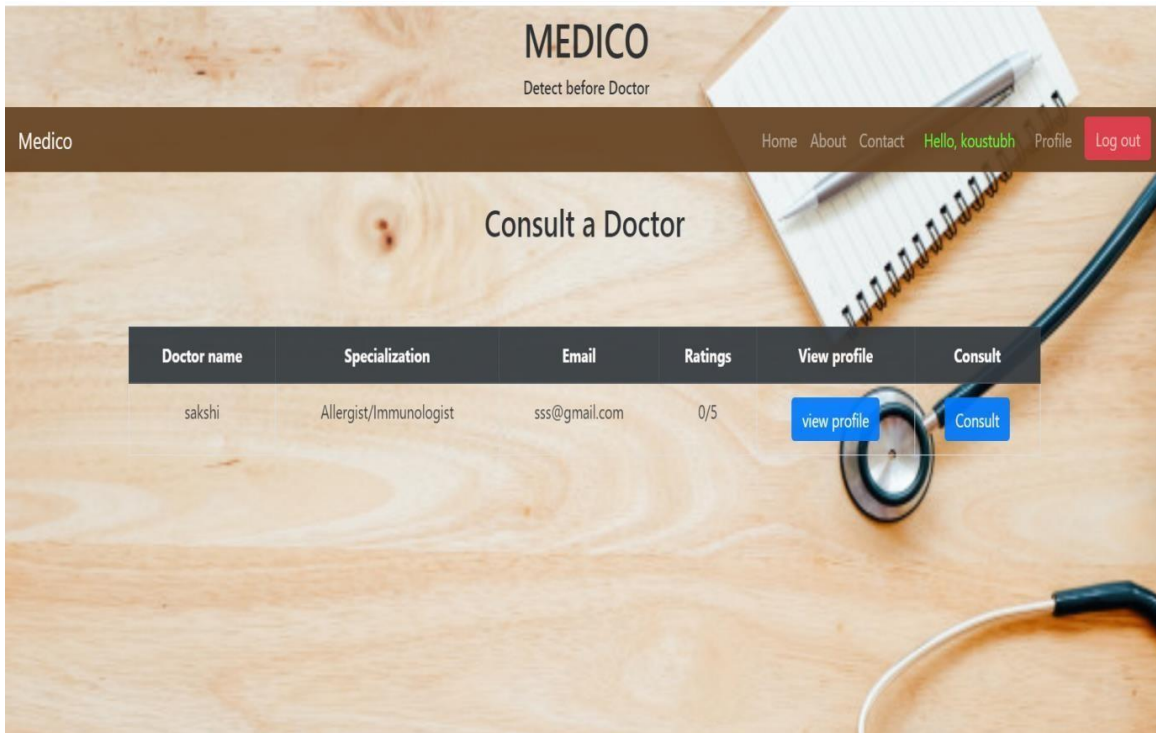 MEDICO
Detect before Doctor
Medico Home About Contact Hello, koustubh Profile Log out
Consult a Doctor
Doctor name Specialization Email Ratings View profile Consult
sakshi Allergist/Immunologist sss@gmail.com 0/5 view profile Consult